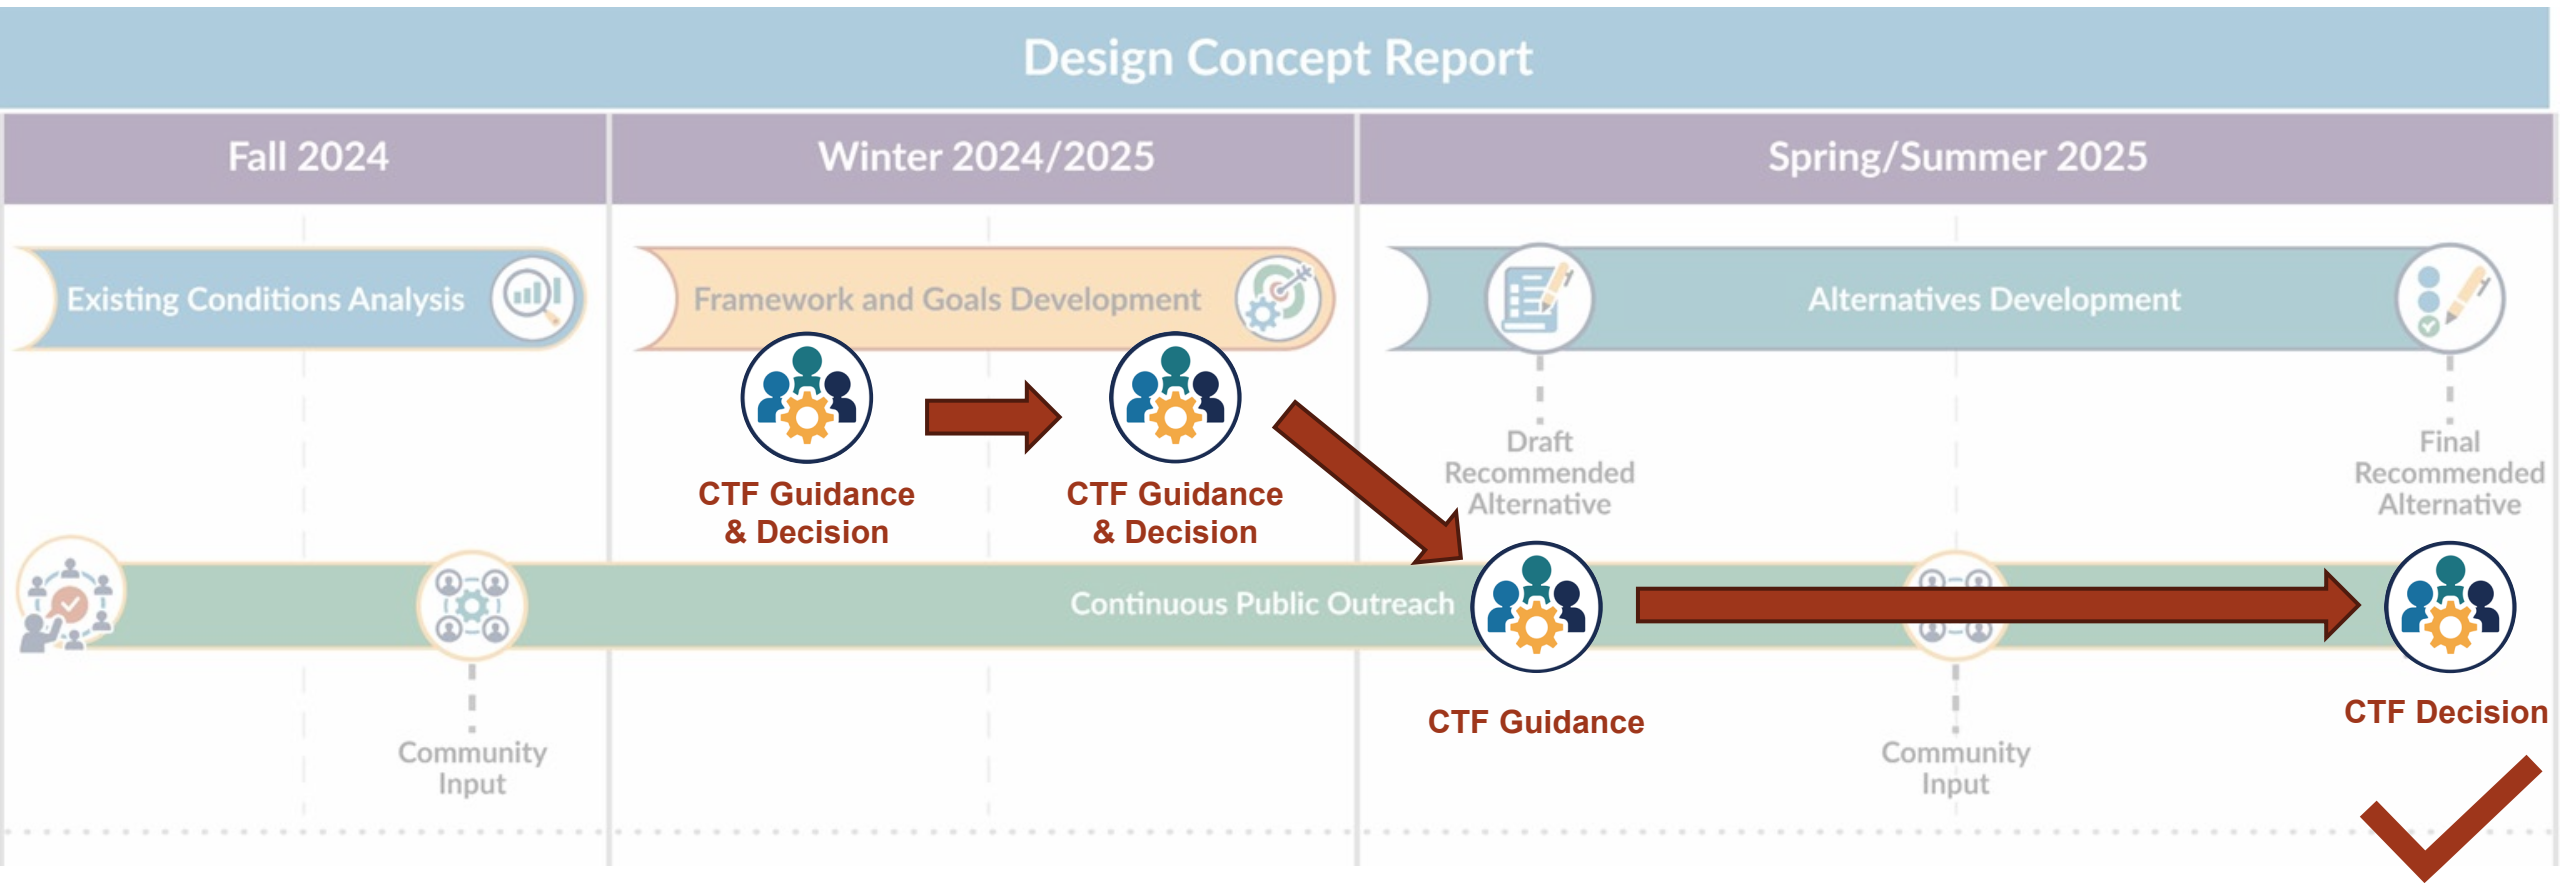 Design Concept Report
Fall 2024
Winter 2024/2025
Spring/Summer 2025
Existing Conditions Analysis
Framework and Goals Development
Alternatives Development
Draft
Recommended
Alternative
Final
Recommended
Alternative
CTF Guidance
& Decision
CTF Guidance
& Decision
Continuous Public Outreach
CTF Guidance
CTF Decision
Community
Input
Community
Input